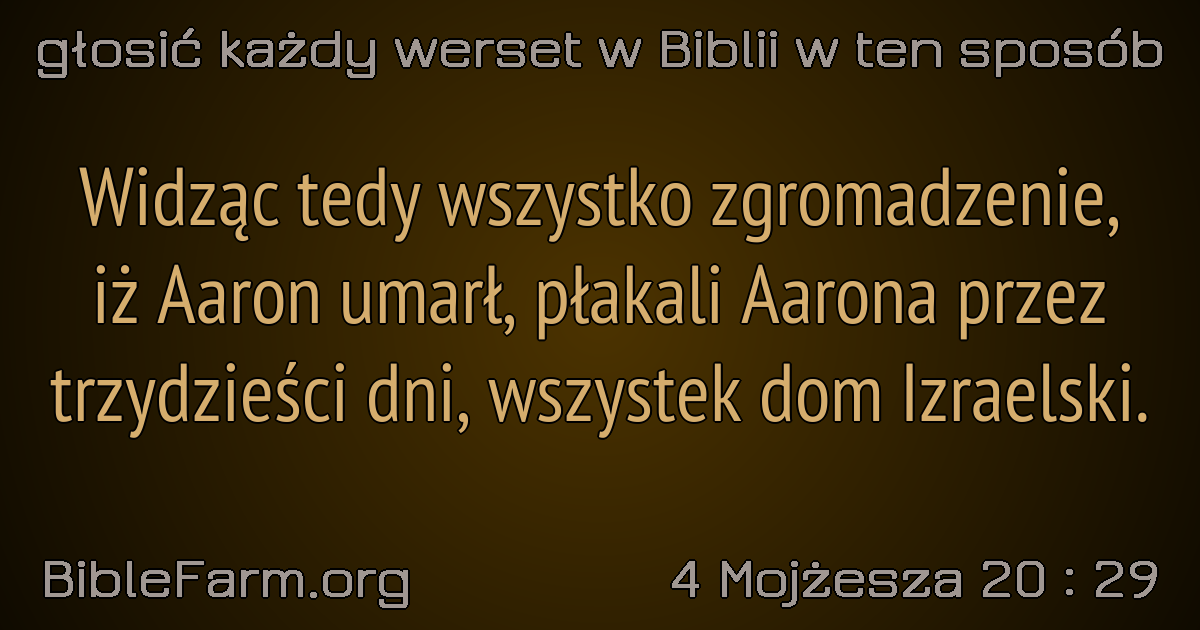 głosić każdy werset w Biblii w ten sposób
Widząc tedy wszystko zgromadzenie,
iż Aaron umarł, płakali Aarona przez
trzydzieści dni, wszystek dom Izraelski.
BibleFarm.org
4 Mojżesza 20 : 29